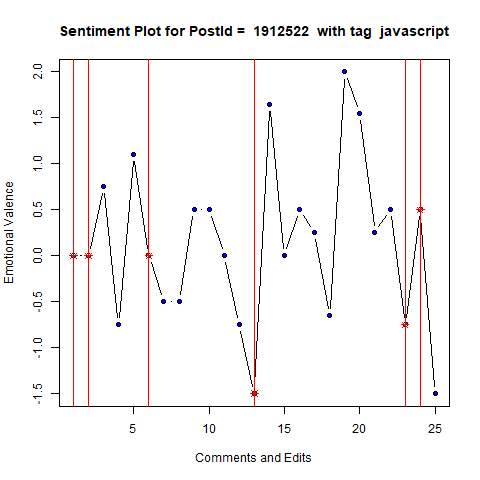 Sentiment Plot for PostId =  1912522  with tag  javascript
Emotional Valence
2.0
1.5
1.0
0.5
0.0
-0.5
-1.0
-1.5
5 10 15 20 25
Comments and Edits